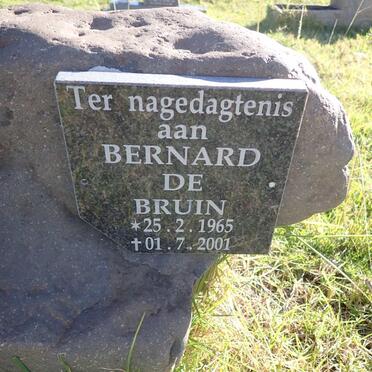 Ter nagedagtenis
aan
BERNARD
DE
BRUIN
*25.2.1965
†01.7.2001